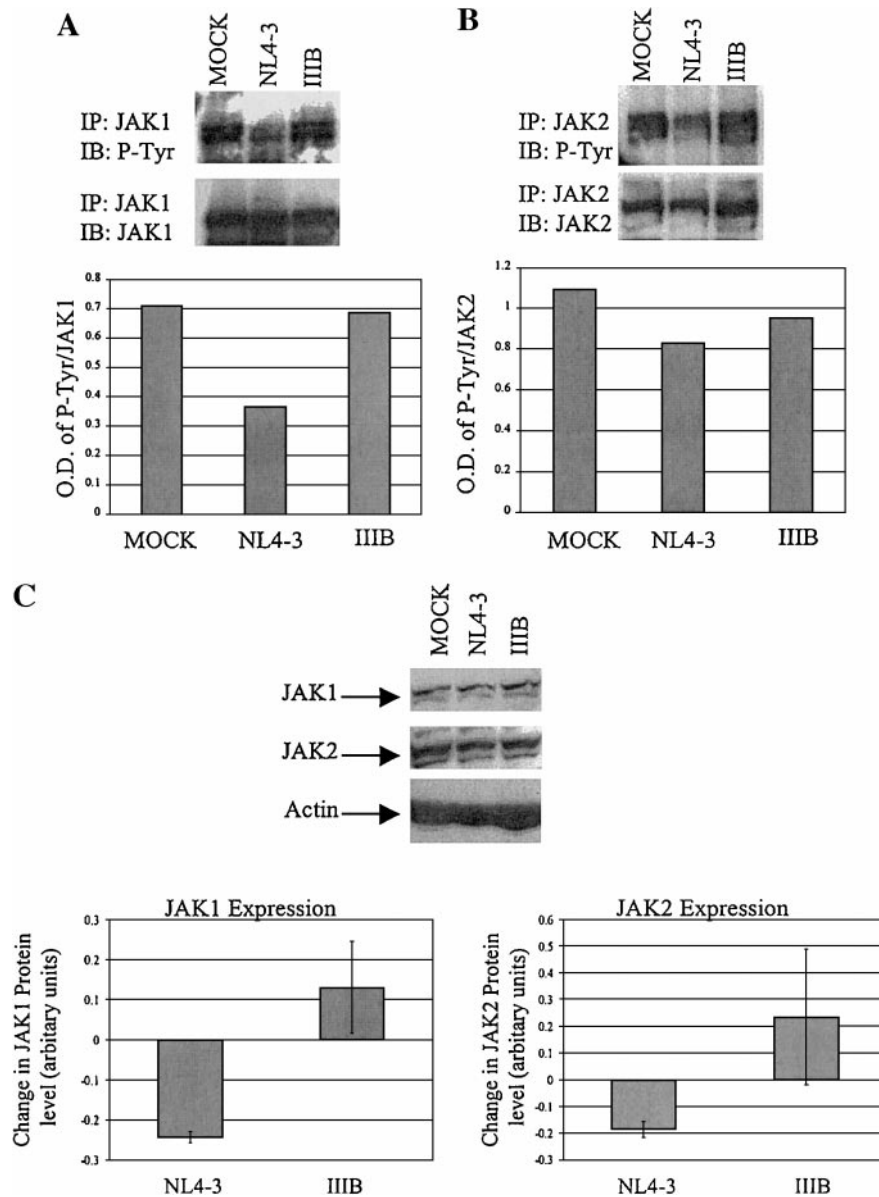 A
MOCK
NL4-3
IIIB
IP: JAK1
IB: P-Tyr
IP: JAK1
IB: JAK1
O.D. of P-Tyr/JAK1
0.8
0.7
0.6
0.5
0.4
0.3
0.2
0.1
0
MOCK
NL4-3
IIIB
B
MOCK
NL4-3
IIIB
IP: JAK2
IB: P-Tyr
IP: JAK2
IB: JAK2
O.D. of P-Tyr/JAK2
1.2
1
0.8
0.6
0.4
0.2
0
MOCK
NL4-3
IIIB
C
MOCK
NL4-3
IIIB
JAK1
JAK2
Actin
JAK1 Expression
Change in JAK1 Protein
level (arbitary units)
0.3
0.2
0.1
0
-0.1
-0.2
-0.3
NL4-3
IIIB
JAK2 Expression
Change in JAK2 Protein
level (arbitary units)
0.6
0.5
0.4
0.3
0.2
0.1
0
-0.1
-0.2
-0.3
NL4-3
IIIB